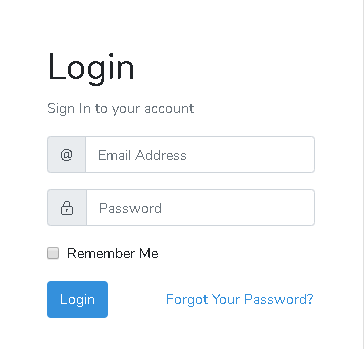 Login
Sign In to your account
@ Email Address
Password
Remember Me
Login Forgot Your Password?